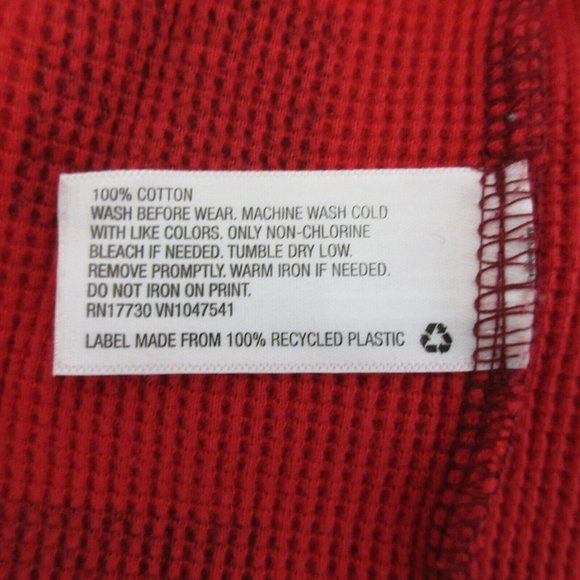 100% COTTON
WASH BEFORE WEAR. MACHINE WASH COLD
WITH LIKE COLORS. ONLY NON-CHLORINE
BLEACH IF NEEDED. TUMBLE DRY LOW.
REMOVE PROMPTLY. WARM IRON IF NEEDED.
DO NOT IRON ON PRINT.
RN17730 VN1047541
LABEL MADE FROM 100% RECYCLED PLASTIC